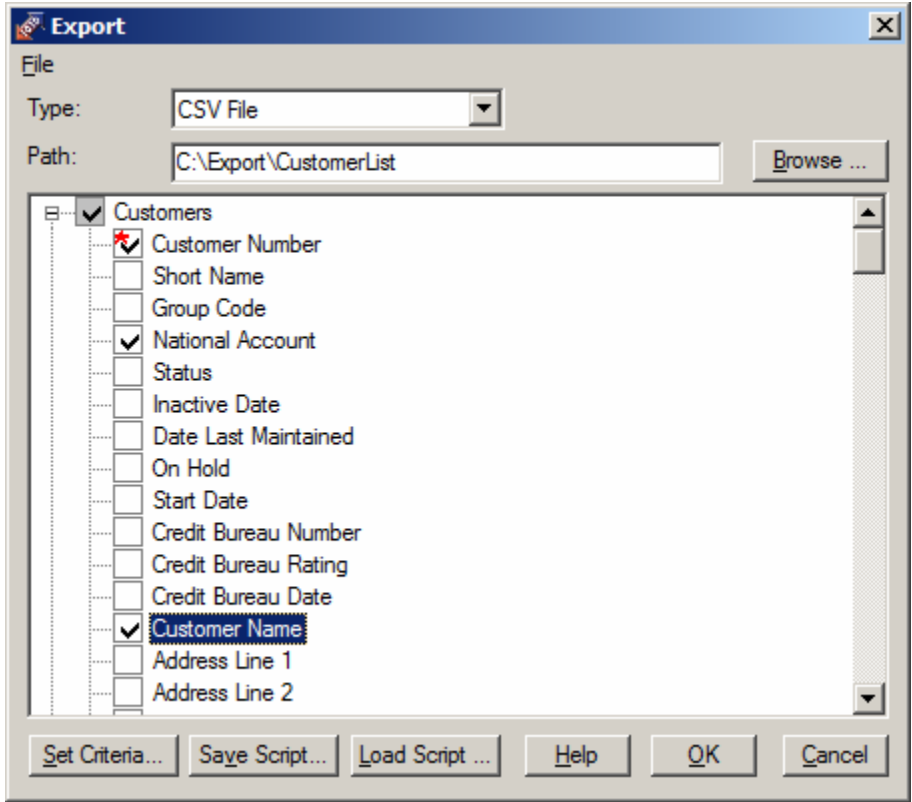 Export
File
Type: CSV File
Path: C:\Export\CustomerList Browse ...
Customers
Customer Number
Short Name
Group Code
National Account
Status
Inactive Date
Date Last Maintained
On Hold
Start Date
Credit Bureau Number
Credit Bureau Rating
Credit Bureau Date
Customer Name
Address Line 1
Address Line 2
Set Criteria... Save Script... Load Script ... Help OK Cancel